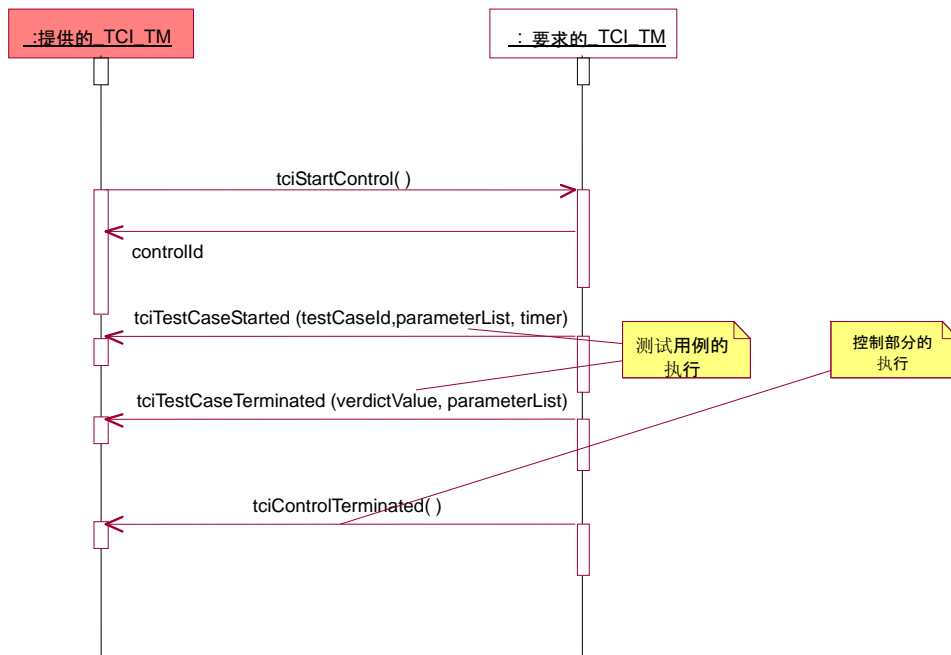 :提供的_TCI_TM
: 要求的_TCI_TM
tciStartControl( )
controlId
tciTestCaseStarted (testCaseId,parameterList, timer)
测试用例的
执行
控制部分的
执行
tciTestCaseTerminated (verdictValue, parameterList)
tciControlTerminated( )